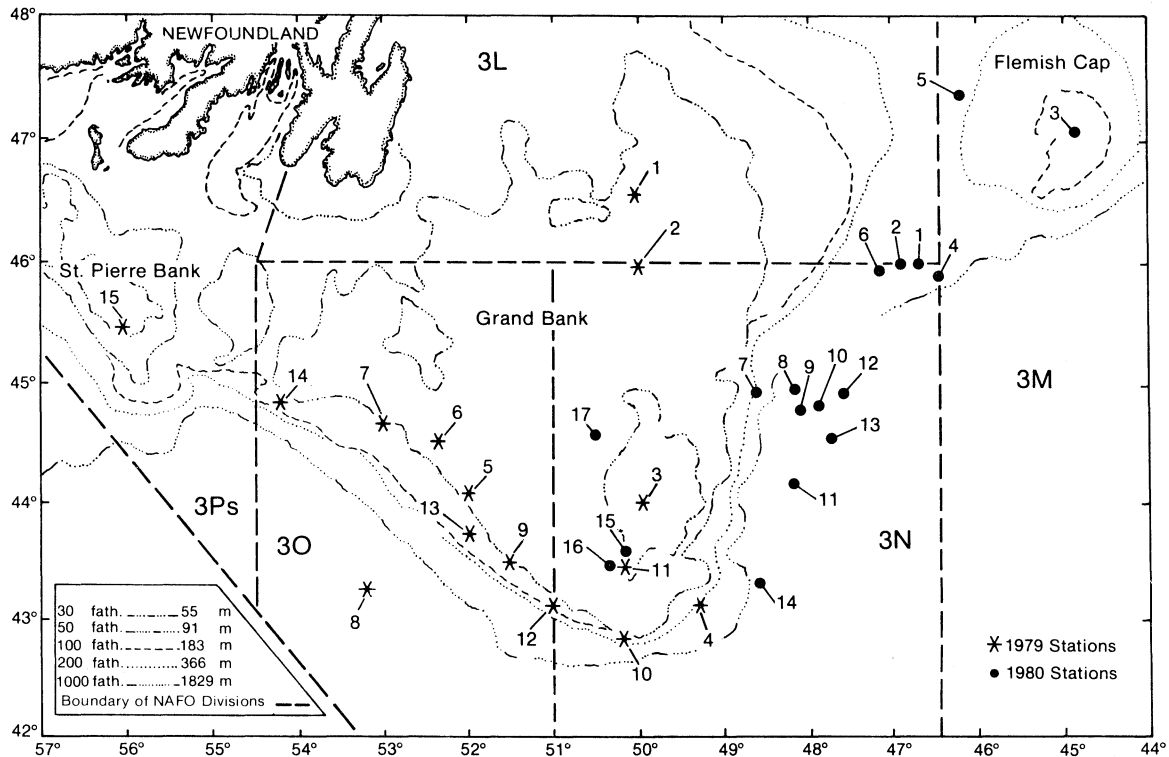 48°
NEWFOUNDLAND
3L
Flemish Cap
5
3
47°
1
2
6 2 1 4
46°
St. Pierre Bank
15
Grand Bank
45°
14
7
6
7 8 9 10 12
3M
13
17
5
3
11
44°
3Ps
13
3O
9
15
16
11
3N
14
8
43°
12
4
10
30 fath. 55 m
50 fath. 91 m
100 fath. 183 m
200 fath. 366 m
1000 fath. 1829 m
Boundary of NAFO Divisions
1979 Stations
1980 Stations
42°
57° 56° 55° 54° 53° 52° 51° 50° 49° 48° 47° 46° 45° 44°